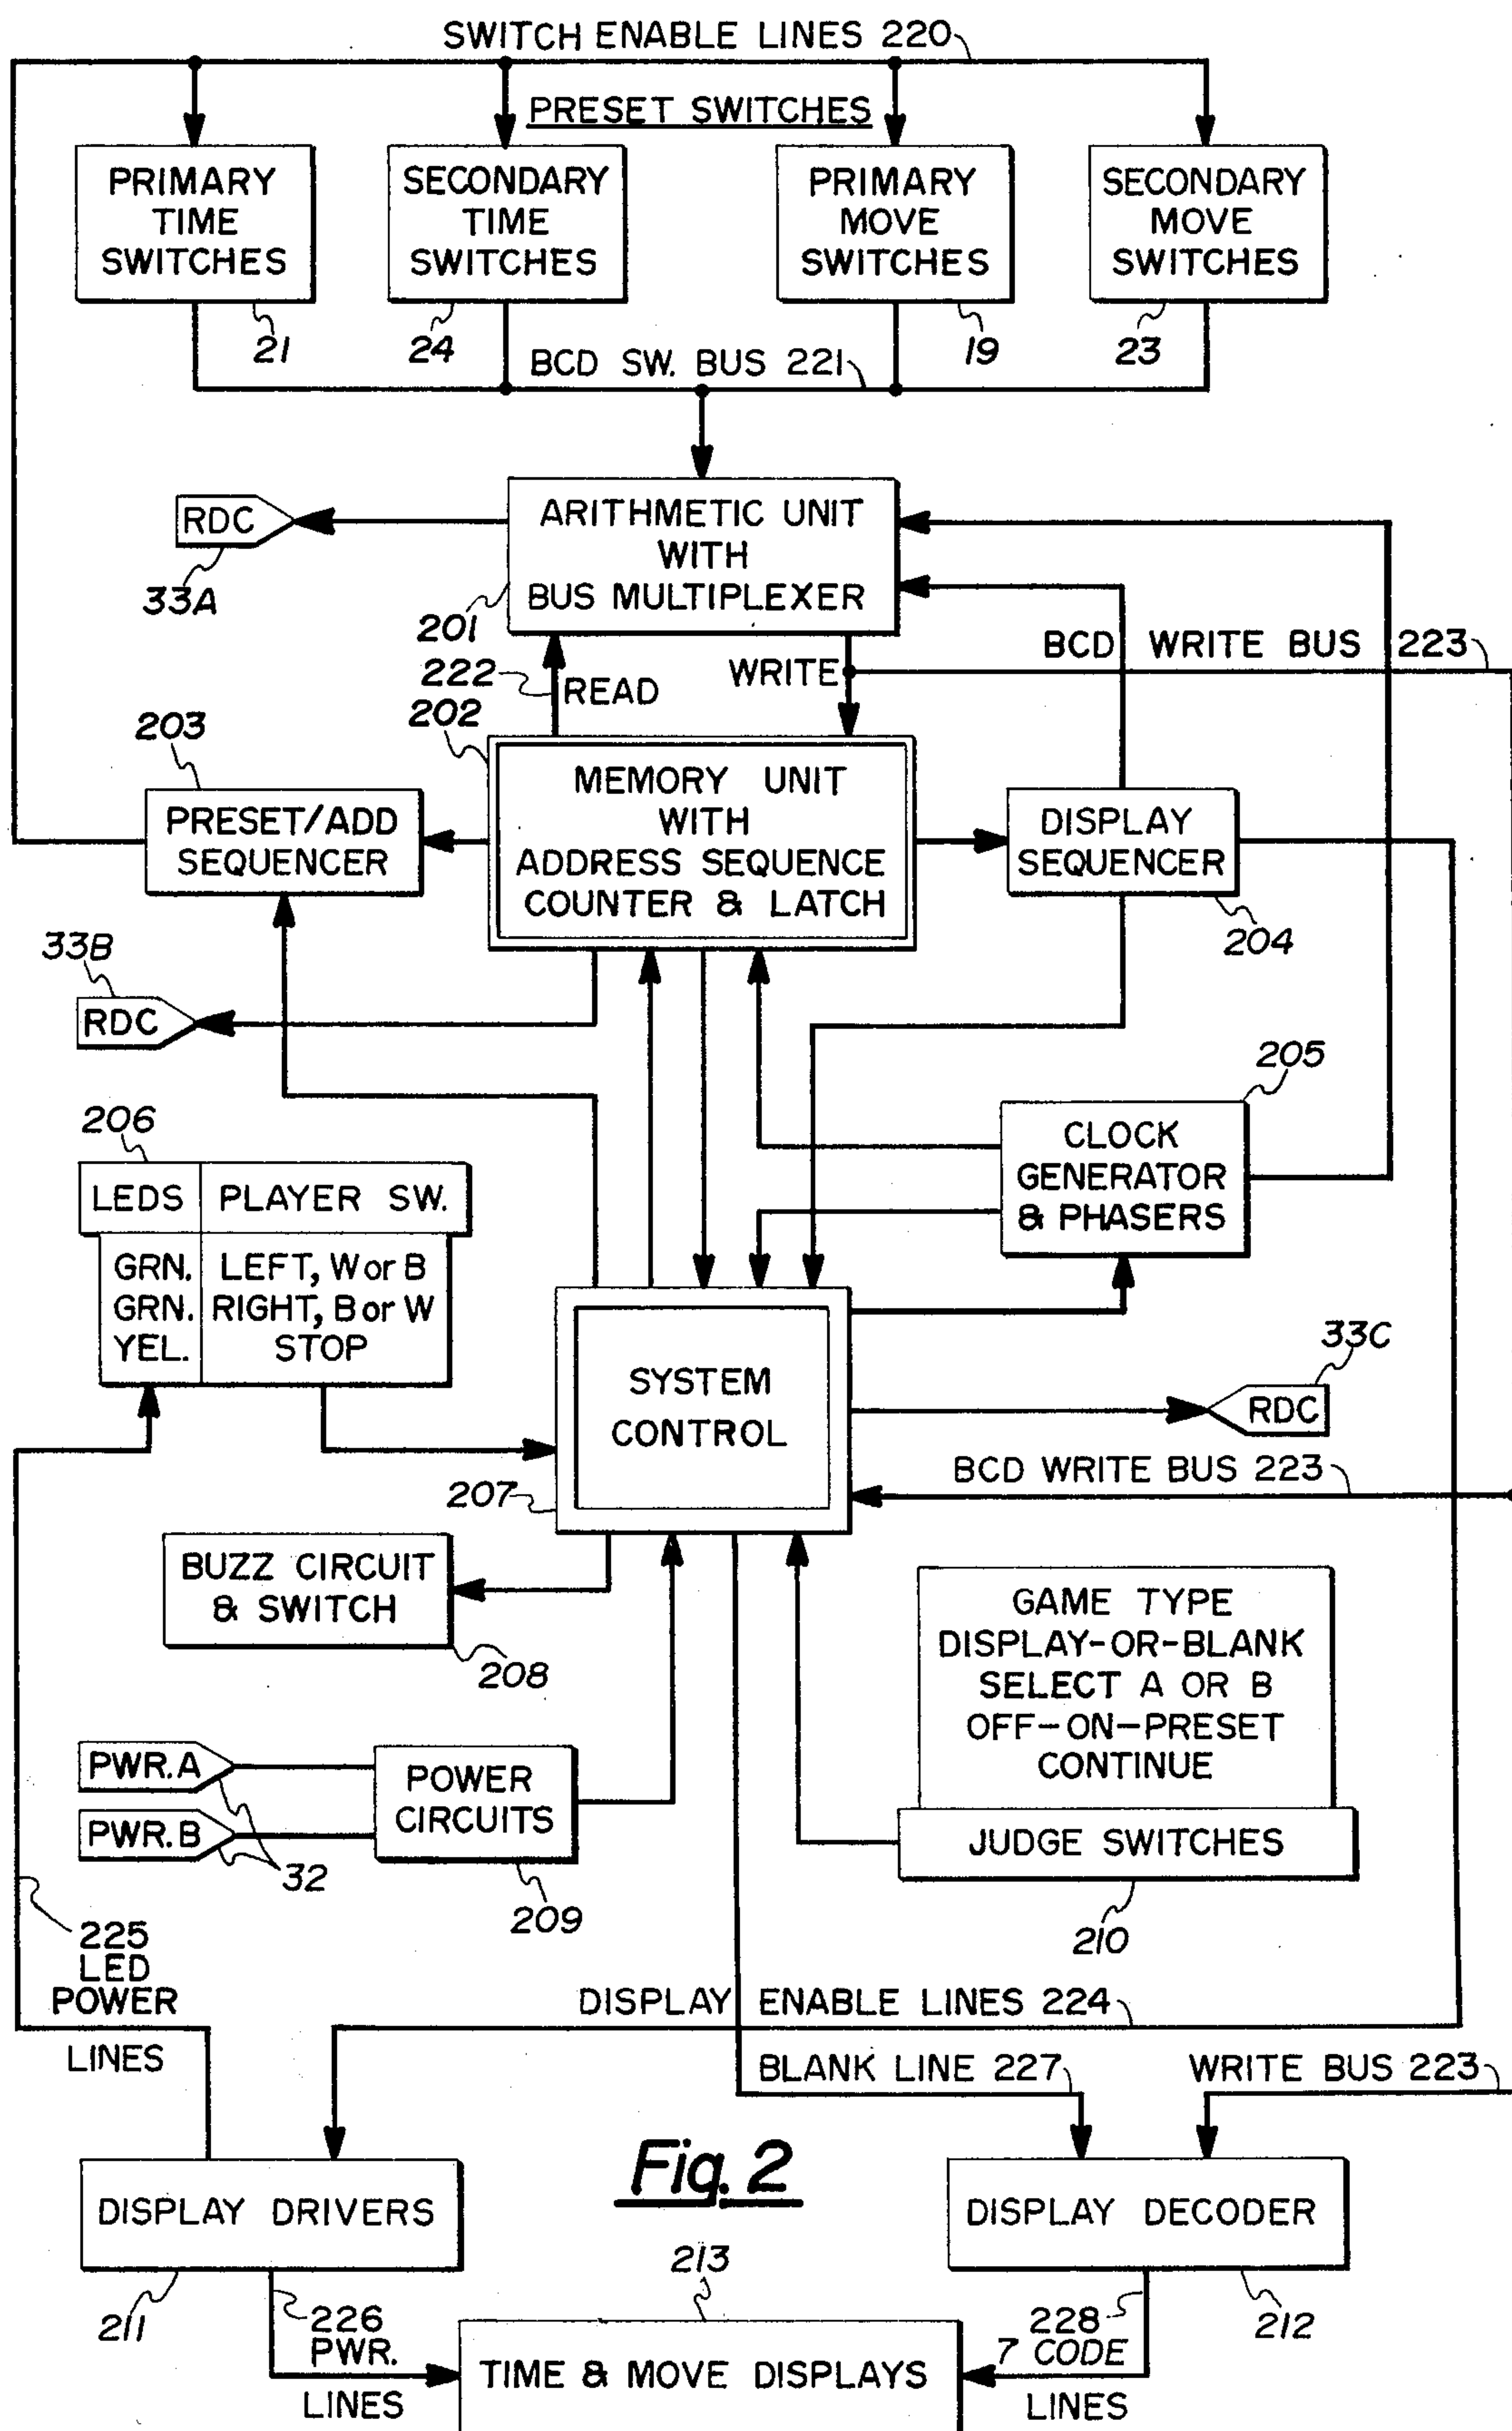 SWITCH ENABLE LINES 220
PRESET SWITCHES
PRIMARY
TIME
SWITCHES
SECONDARY
TIME
SWITCHES
PRIMARY
MOVE
SWITCHES
SECONDARY
MOVE
SWITCHES
21
24
19
23
BCD SW. BUS 221
RDC
33A
ARITHMETIC UNIT
WITH
BUS MULTIPLEXER
201
222
READ
WRITE
BCD WRITE BUS 223
202
203
PRESET/ADD
SEQUENCER
MEMORY UNIT
WITH
ADDRESS SEQUENCE
COUNTER & LATCH
DISPLAY
SEQUENCER
204
33B
RDC
205
CLOCK
GENERATOR
& PHASERS
206
LEDS
PLAYER SW.
GRN.
LEFT, W or B
GRN.
RIGHT, B or W
YEL.
STOP
SYSTEM
CONTROL
207
33C
RDC
BCD WRITE BUS 223
BUZZ CIRCUIT
& SWITCH
208
GAME TYPE
DISPLAY-OR-BLANK
SELECT A OR B
OFF-ON-PRESET
CONTINUE
JUDGE SWITCHES
210
PWR. A
PWR. B
32
POWER
CIRCUITS
209
225
LED
POWER
LINES
DISPLAY ENABLE LINES 224
BLANK LINE 227
WRITE BUS 223
Fig. 2
DISPLAY DRIVERS
211
DISPLAY DECODER
212
213
226
PWR.
LINES
TIME & MOVE DISPLAYS
228
7 CODE
LINES